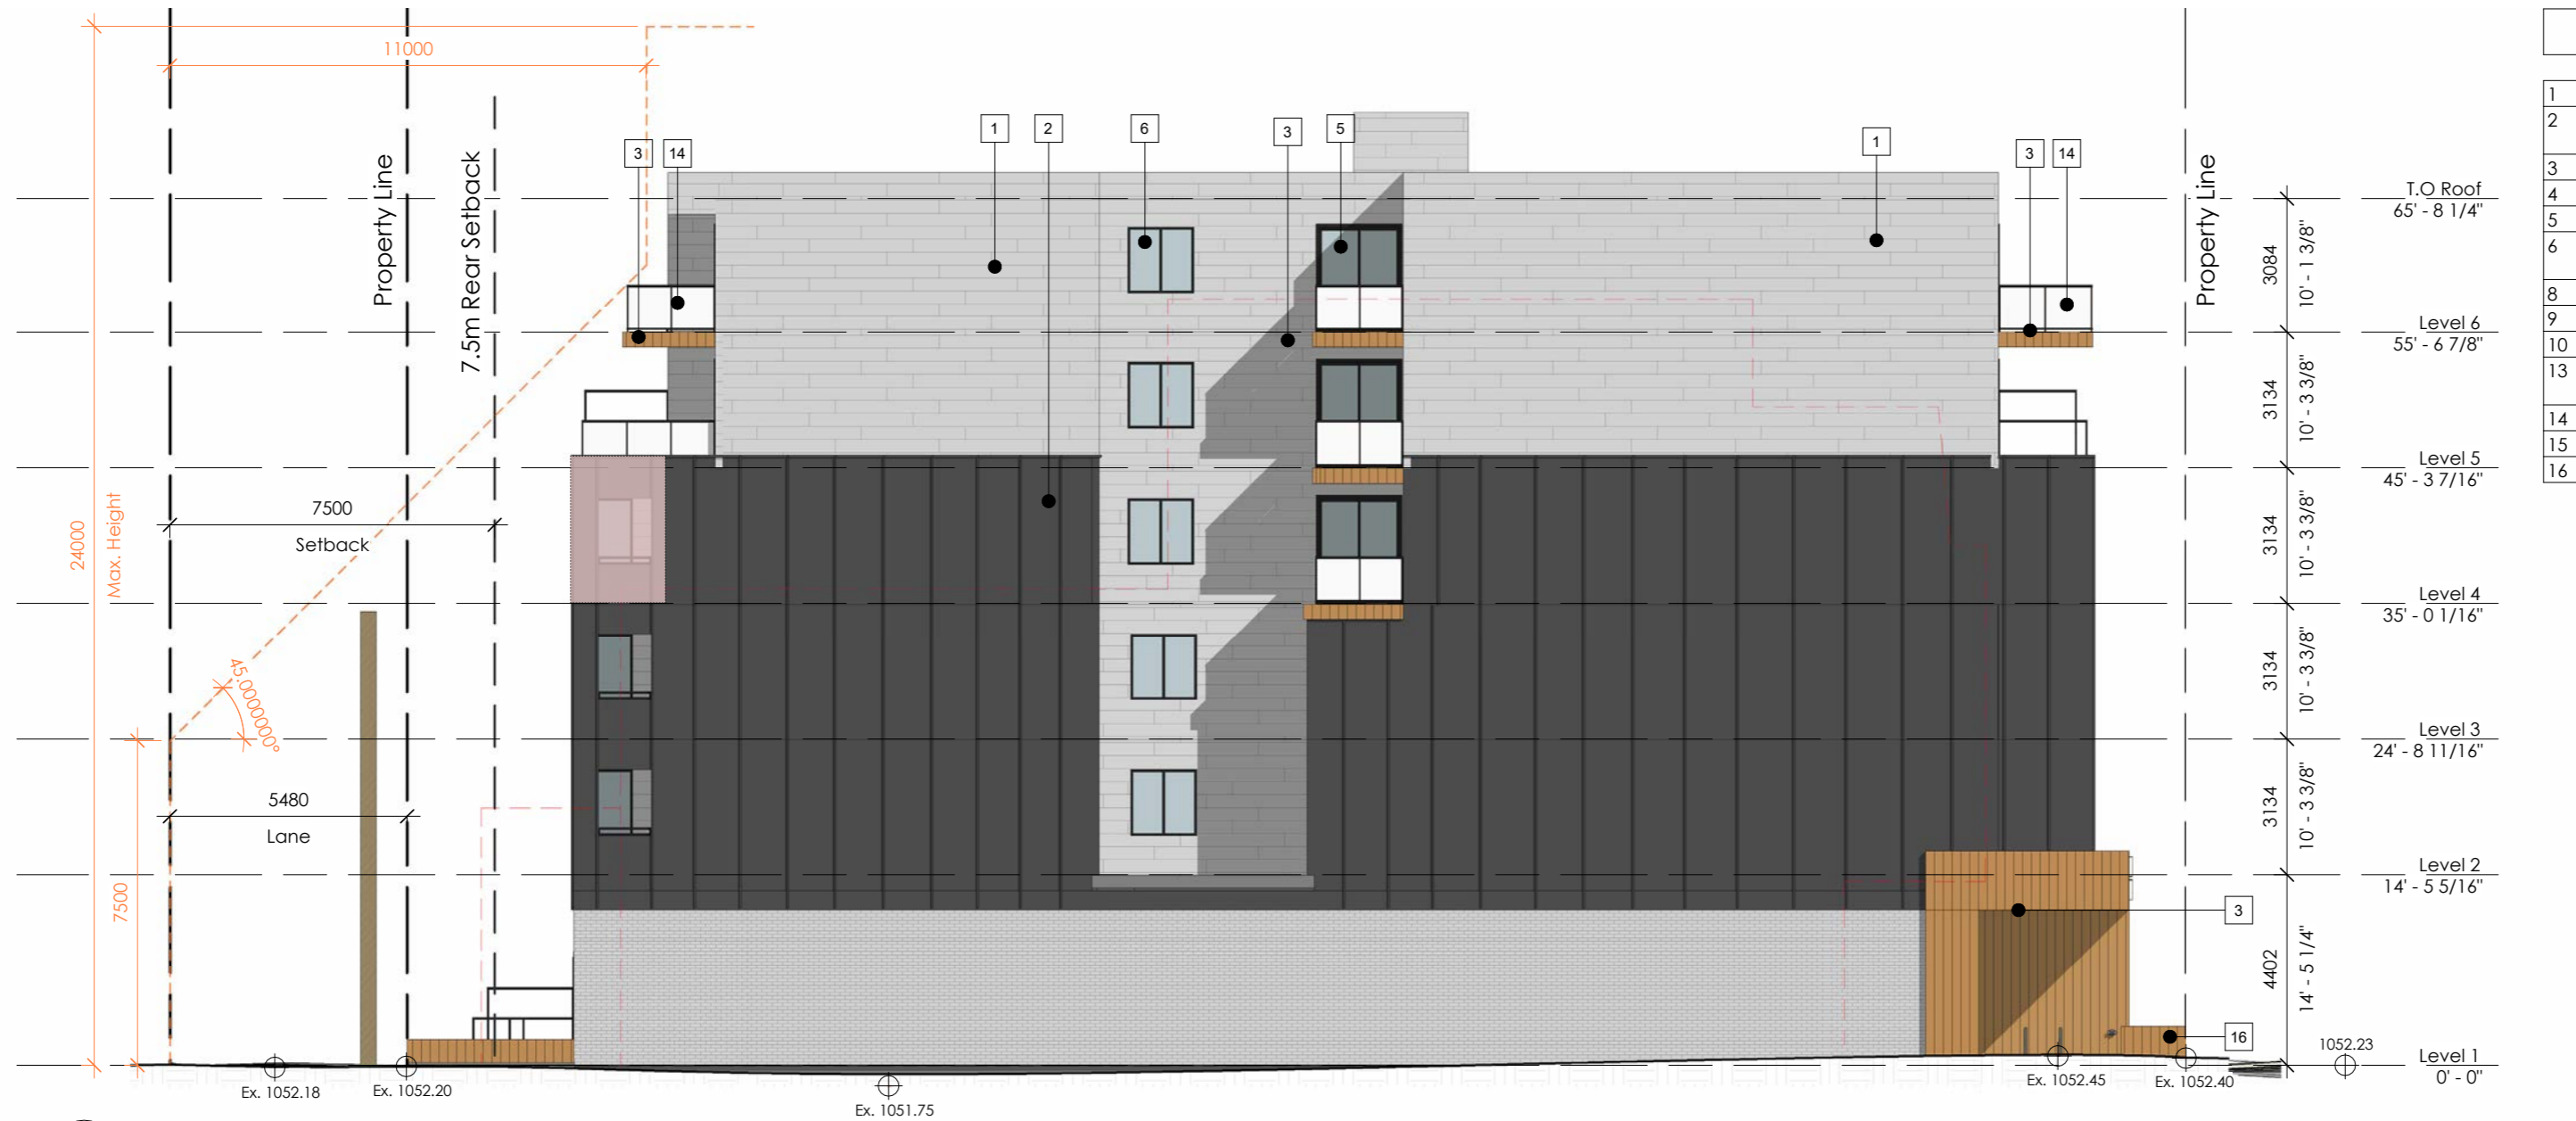 11000
1
2
6
3
5
1
3
14
3
14
1
2
3
4
5
6
8
9
10
13
14
15
16
Property Line
7.5m Rear Setback
Property Line
T.O Roof
65' - 8 1/4"
3084
10' - 1 3/8"
Level 6
55' - 6 7/8"
3134
10' - 3 3/8"
Level 5
45' - 3 7/16"
3134
10' - 3 3/8"
Level 4
35' - 0 1/16"
3134
10' - 3 3/8"
Level 3
24' - 8 11/16"
3134
10' - 3 3/8"
Level 2
14' - 5 5/16"
4402
14' - 5 1/4"
Level 1
0' - 0"
24000
Max. Height
7500
Setback
45.0000000°
5480
Lane
7500
3
16
1052.23
Ex. 1052.18
Ex. 1052.20
Ex. 1051.75
Ex. 1052.45
Ex. 1052.40